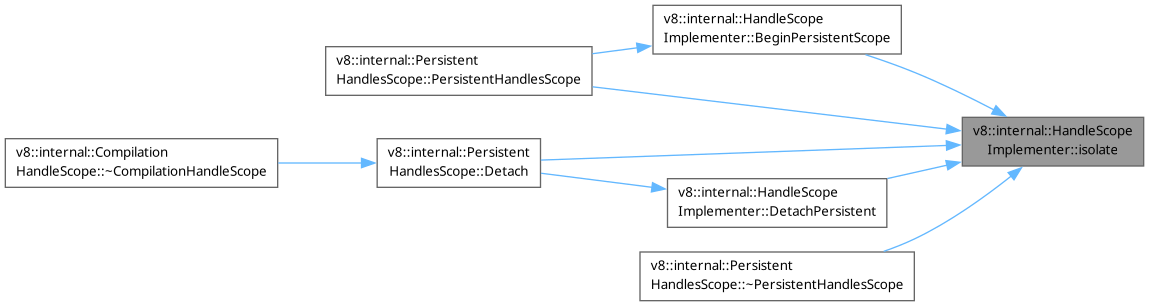 v8::internal::HandleScope
Implementer::BeginPersistentScope
v8::internal::Persistent
HandlesScope::PersistentHandlesScope
v8::internal::HandleScope
Implementer::isolate
v8::internal::Compilation
HandleScope::~CompilationHandleScope
v8::internal::Persistent
HandlesScope::Detach
v8::internal::HandleScope
Implementer::DetachPersistent
v8::internal::Persistent
HandlesScope::~PersistentHandlesScope